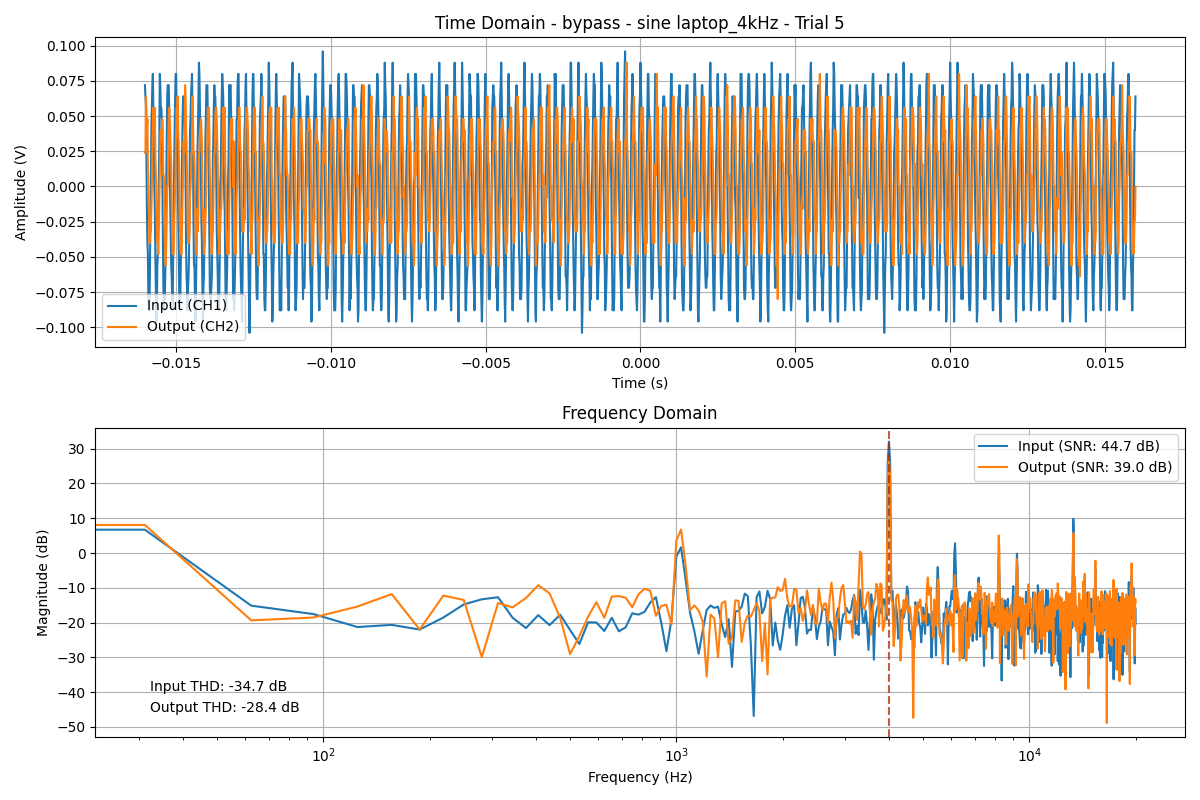 Time Domain - bypass - sine laptop_4kHz - Trial 5
Amplitude (V)
0.100
0.075
0.050
0.025
0.000
−0.025
−0.050
−0.075
−0.100
Input (CH1)
Output (CH2)
−0.015
−0.010
−0.005
0.000
0.005
0.010
0.015
Time (s)
Frequency Domain
Magnitude (dB)
30
20
10
0
−10
−20
−30
−40
−50
Input (SNR: 44.7 dB)
Output (SNR: 39.0 dB)
Input THD: -34.7 dB
Output THD: -28.4 dB
10²
10³
10⁴
Frequency (Hz)